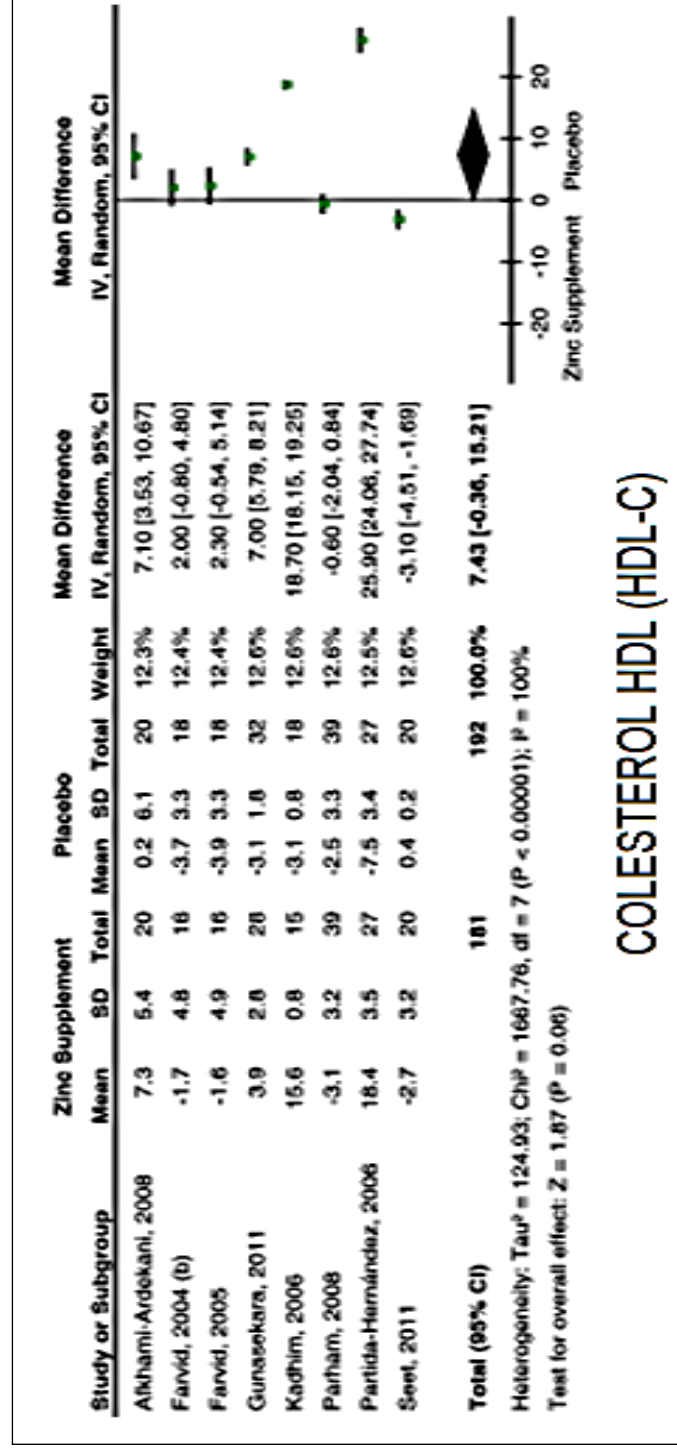 Zinc Supplement Placebo Mean Difference Mean Difference
Study or Subgroup Mean SD Total Mean SD Total Weight IV, Random, 95% CI IV, Random, 95% CI
Afkhami-Ardekani, 2008 7.3 5.4 20 0.2 6.1 20 12.3% 7.10 [3.53, 10.67]
Farvid, 2004 (b) -1.7 4.8 16 -3.7 3.3 18 12.4% 2.00 [-0.80, 4.80]
Farvid, 2005 -1.6 4.9 16 -3.9 3.3 18 12.4% 2.30 [-0.54, 5.14]
Gunasekara, 2011 3.9 2.8 28 -3.1 1.8 32 12.6% 7.00 [5.79, 8.21]
Kadhim, 2006 15.6 0.8 15 -3.1 0.8 18 12.6% 18.70 [18.15, 19.25]
Parham, 2008 -3.1 3.2 39 -2.5 3.3 39 12.6% -0.60 [-2.04, 0.84]
Partida-Hernández, 2006 18.4 3.5 27 -7.5 3.4 27 12.5% 25.90 [24.06, 27.74]
Seet, 2011 -2.7 3.2 20 0.4 0.2 20 12.6% -3.10 [-4.51, -1.69]
Total (95% CI) 181 192 100.0% 7.43 [-0.36, 15.21]
Heterogeneity: Tau² = 124.93; Chi² = 1667.76, df = 7 (P < 0.00001); I² = 100%
Test for overall effect: Z = 1.87 (P = 0.06)
-20 -10 0 10 20
Zinc Supplement Placebo
COLESTEROL HDL (HDL-C)